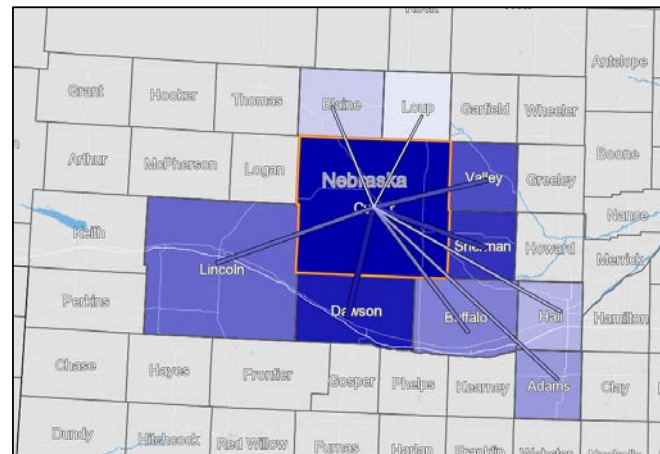 Antelope
Grant
Hooker
Thomas
Blaine
Loup
Garfield
Wheeler
Arthur
McPherson
Logan
Boone
Nebraska
Valley
Greeley
Nance
Keith
Sherman
Howard
Merrick
Lincoln
Perkins
Dawson
Buffalo
Hall
Hamilton
Chase
Hayes
Frontier
Gosper
Phelps
Kearney
Adams
Clay
Dundy
Hitchcock
Red Willow
Furnas
Harlan
Franklin
Webster